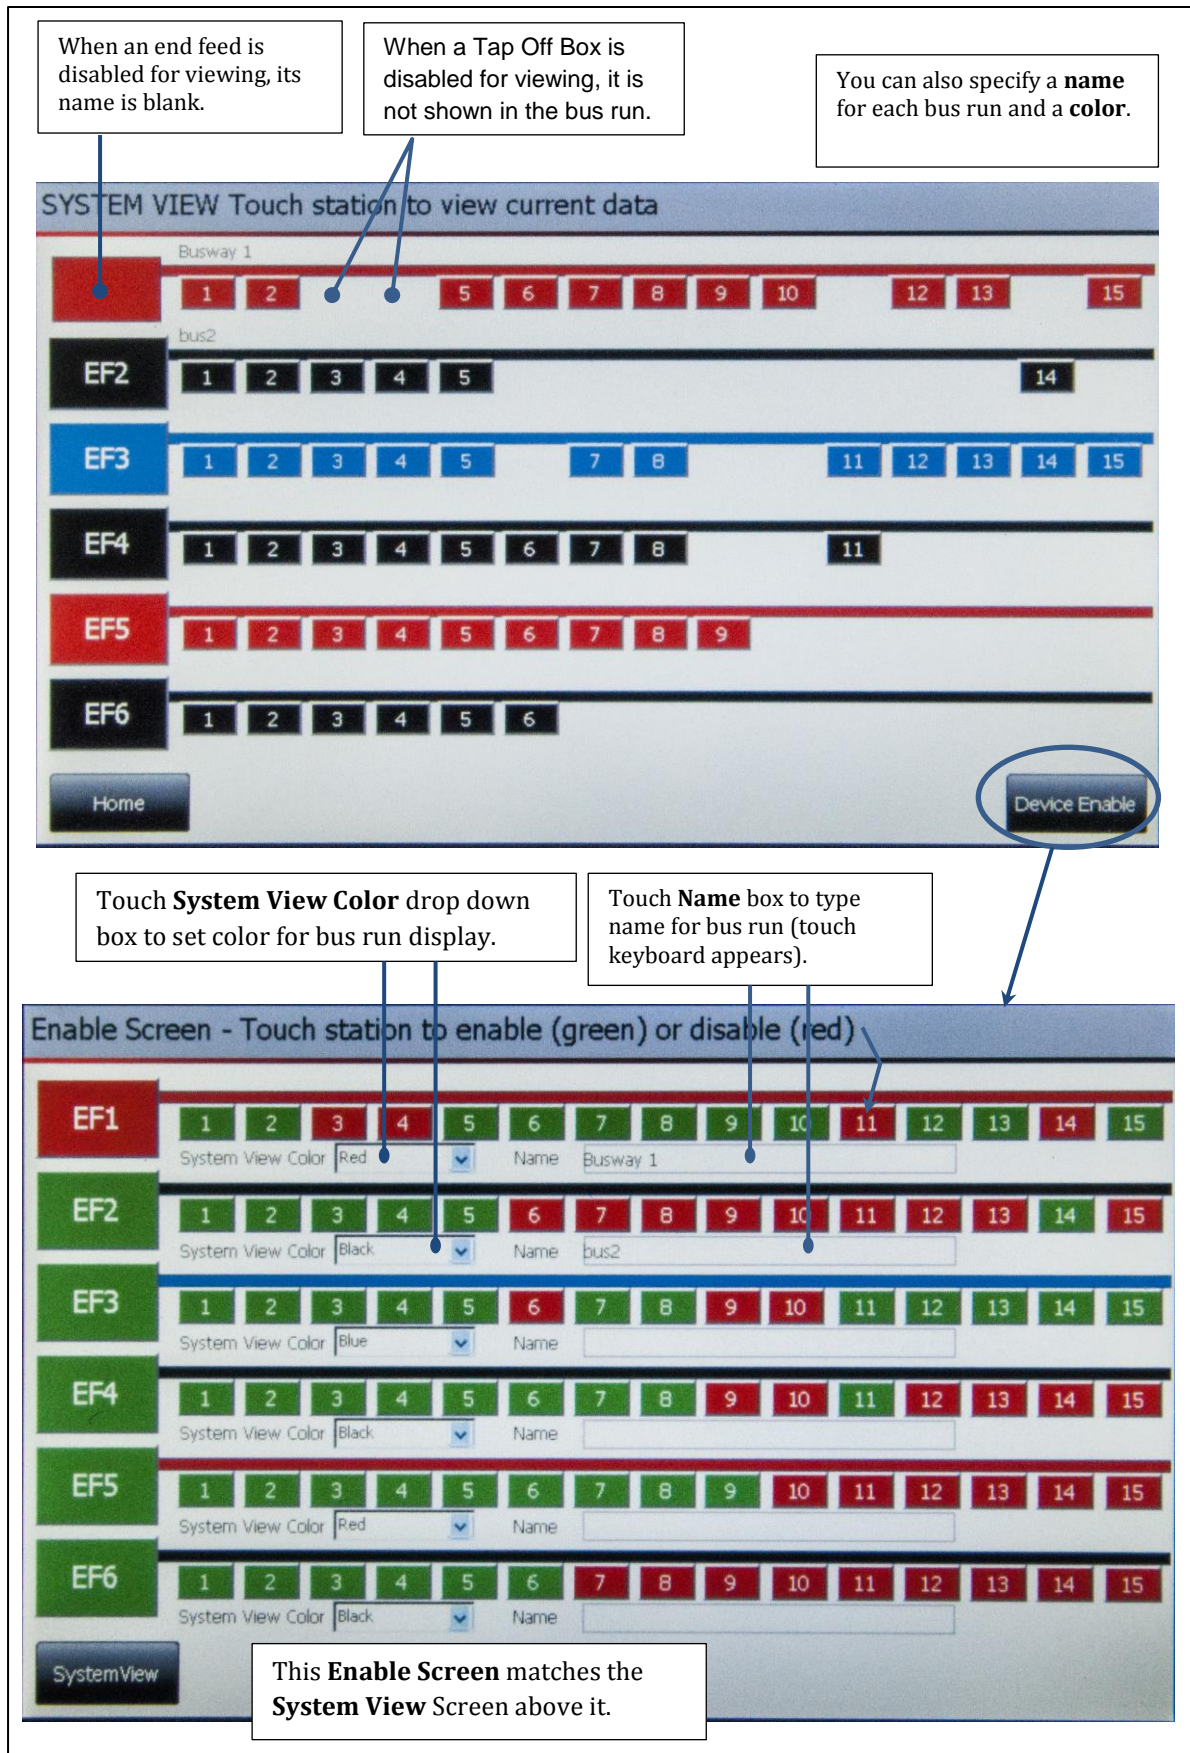 When an end feed is
disabled for viewing, its
name is blank.
When a Tap Off Box is
disabled for viewing, it is
not shown in the bus run.
You can also specify a name
for each bus run and a color.
SYSTEM VIEW Touch station to view current data
Busway 1
1 2 5 6 7 8 9 10 12 13 15
bus2
EF2 1 2 3 4 5 14
EF3 1 2 3 4 5 7 8 11 12 13 14 15
EF4 1 2 3 4 5 6 7 8 11
EF5 1 2 3 4 5 6 7 8 9
EF6 1 2 3 4 5 6
Home Device Enable
Touch System View Color drop down
box to set color for bus run display.
Touch Name box to type
name for bus run (touch
keyboard appears).
Enable Screen - Touch station to enable (green) or disable (red)
EF1 1 2 3 4 5 6 7 8 9 10 11 12 13 14 15
System View Color Red Name Busway 1
EF2 1 2 3 4 5 6 7 8 9 10 11 12 13 14 15
System View Color Black Name bus2
EF3 1 2 3 4 5 6 7 8 9 10 11 12 13 14 15
System View Color Blue Name
EF4 1 2 3 4 5 6 7 8 9 10 11 12 13 14 15
System View Color Black Name
EF5 1 2 3 4 5 6 7 8 9 10 11 12 13 14 15
System View Color Red Name
EF6 1 2 3 4 5 6 7 8 9 10 11 12 13 14 15
System View Color Black Name
SystemView
This Enable Screen matches the
System View Screen above it.